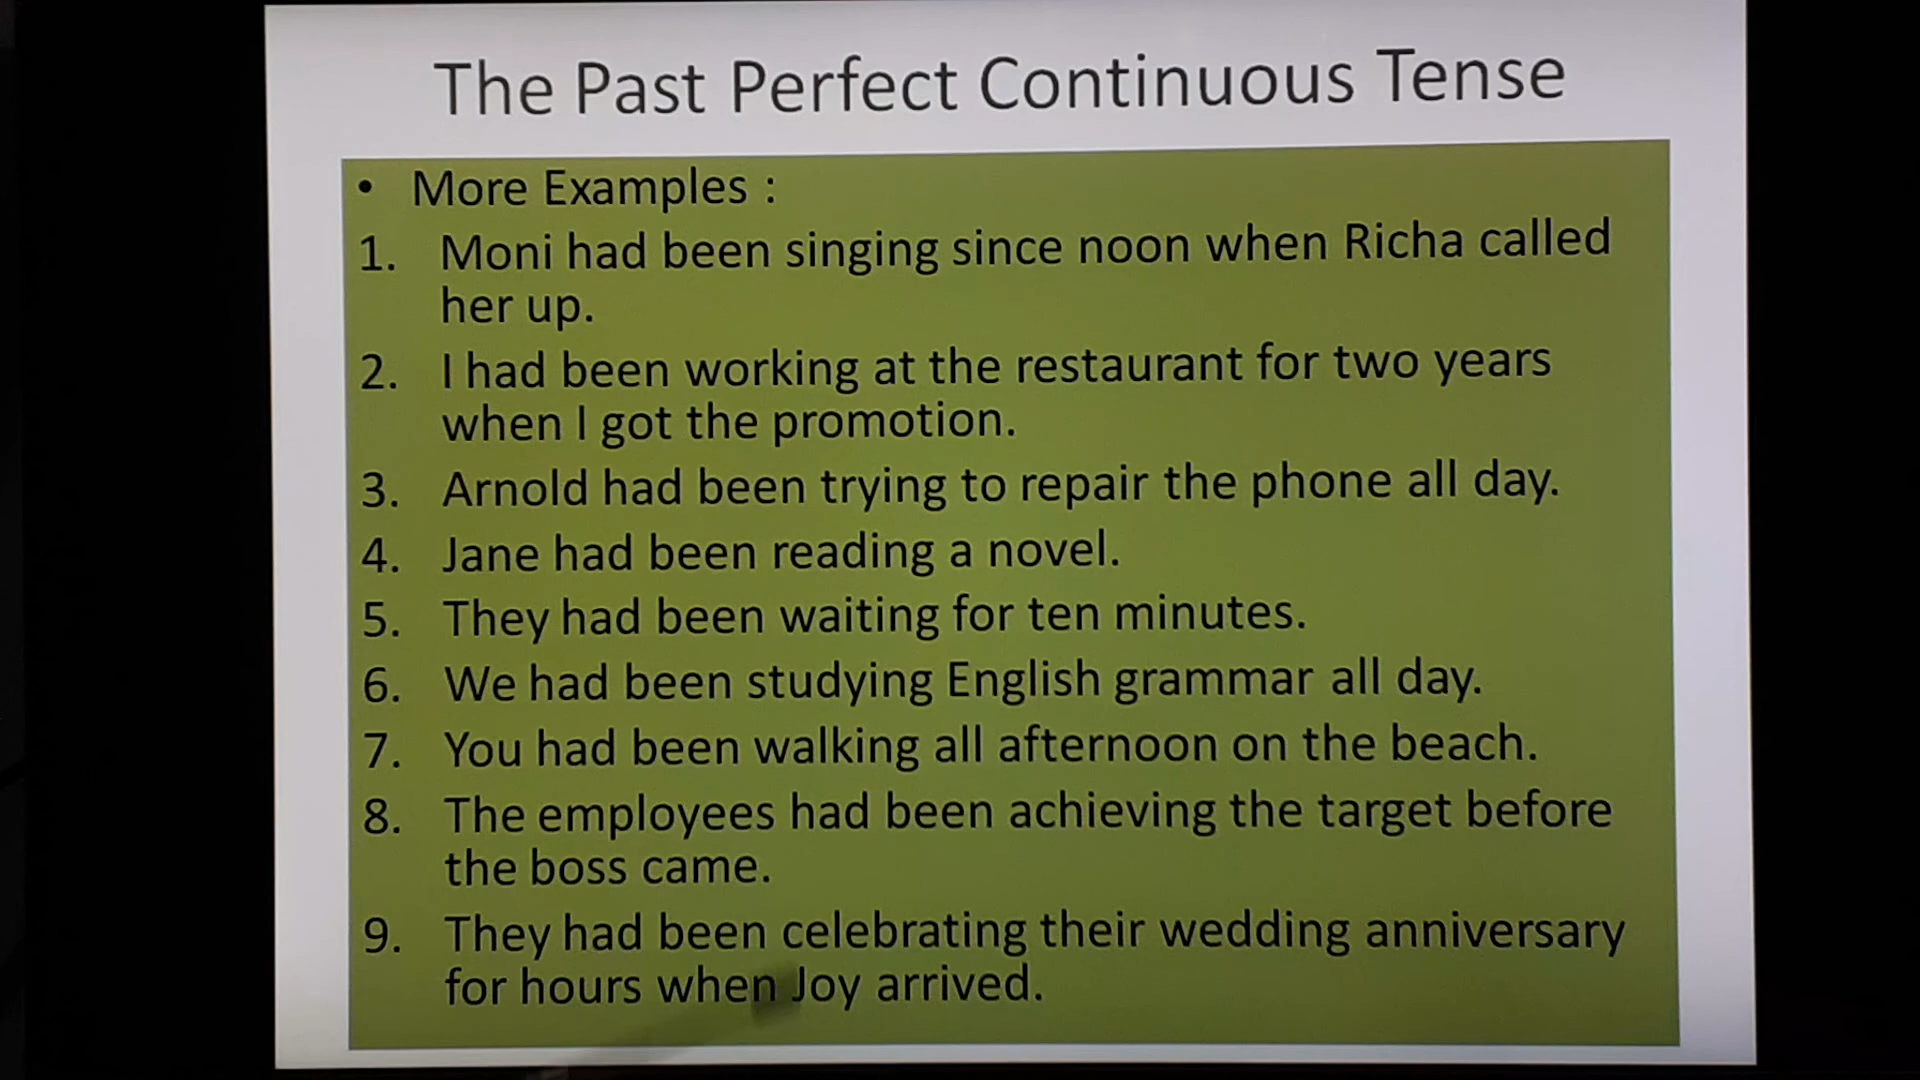 The Past Perfect Continuous Tense
• More Examples :
1. Moni had been singing since noon when Richa called
her up.
2. I had been working at the restaurant for two years
when I got the promotion.
3. Arnold had been trying to repair the phone all day.
4. Jane had been reading a novel.
5. They had been waiting for ten minutes.
6. We had been studying English grammar all day.
7. You had been walking all afternoon on the beach.
8. The employees had been achieving the target before
the boss came.
9. They had been celebrating their wedding anniversary
for hours when Joy arrived.